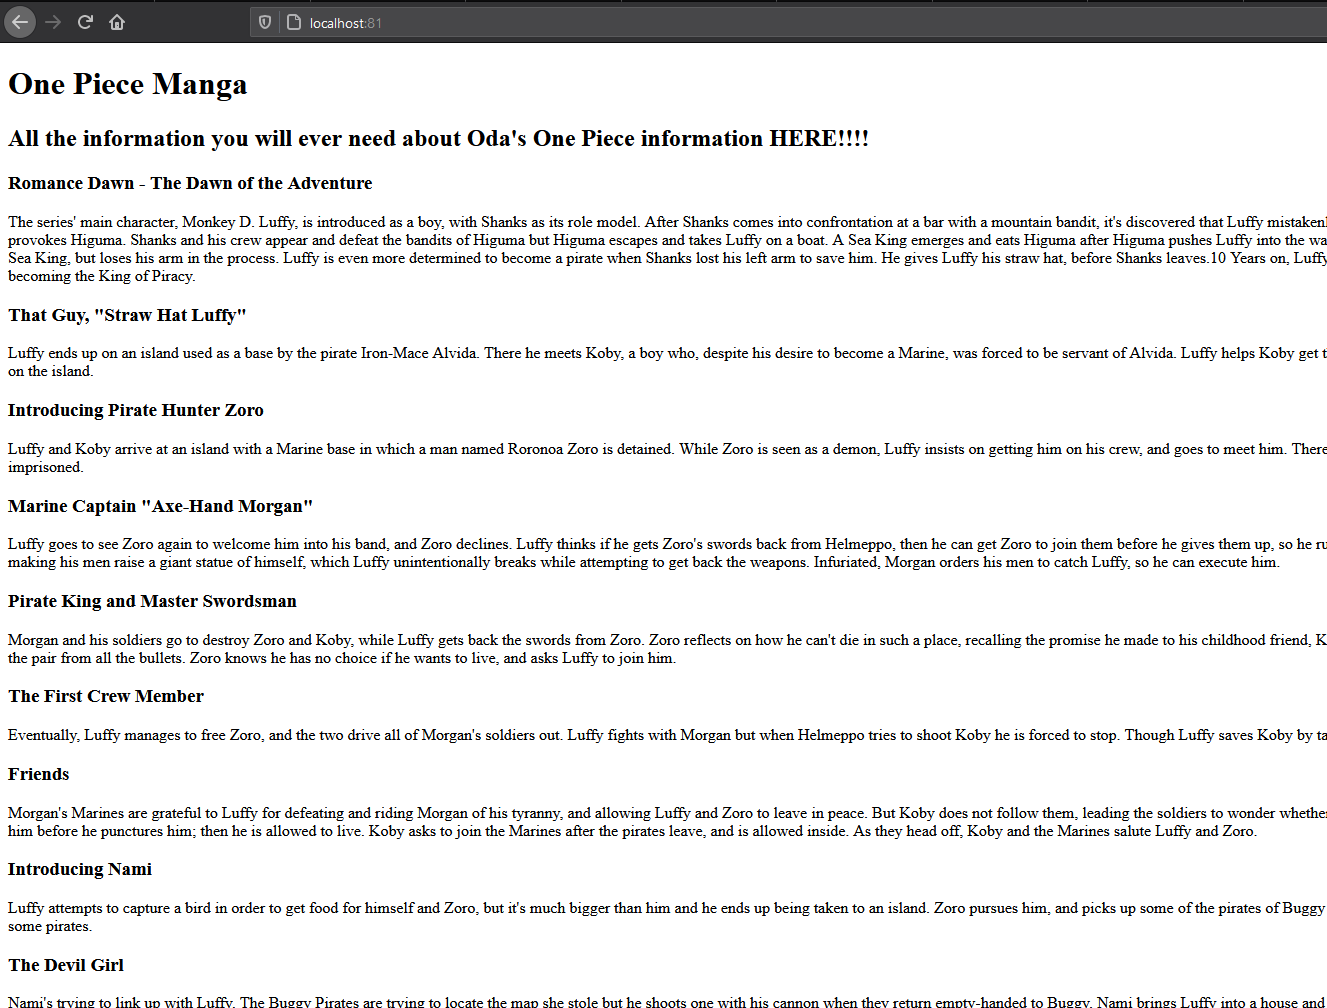 localhost:81
One Piece Manga
All the information you will ever need about Oda's One Piece information HERE!!!!
Romance Dawn - The Dawn of the Adventure
The series' main character, Monkey D. Luffy, is introduced as a boy, with Shanks as its role model. After Shanks comes into confrontation at a bar with a mountain bandit, it's discovered that Luffy
provokes Higuma. Shanks and his crew appear and defeat the bandits of Higuma but Higuma escapes and takes Luffy on a boat. A Sea King emerges and eats Higuma after Higuma pushes Luffy into the
Sea King, but loses his arm in the process. Luffy is even more determined to become a pirate when Shanks lost his left arm to save him. He gives Luffy his straw hat, before Shanks leaves.10 Years on, Luffy
becoming the King of Piracy.
That Guy, "Straw Hat Luffy"
Luffy ends up on an island used as a base by the pirate Iron-Mace Alvida. There he meets Koby, a boy who, despite his desire to become a Marine, was forced to be servant of Alvida. Luffy helps Koby get
on the island.
Introducing Pirate Hunter Zoro
Luffy and Koby arrive at an island with a Marine base in which a man named Roronoa Zoro is detained. While Zoro is seen as a demon, Luffy insists on getting him on his crew, and goes to meet him. There
imprisoned.
Marine Captain "Axe-Hand Morgan"
Luffy goes to see Zoro again to welcome him into his band, and Zoro declines. Luffy thinks if he gets Zoro's swords back from Helmeppo, then he can get Zoro to join them before he gives them up, so he
making his men raise a giant statue of himself, which Luffy unintentionally breaks while attempting to get back the weapons. Infuriated, Morgan orders his men to catch Luffy, so he can execute him.
Pirate King and Master Swordsman
Morgan and his soldiers go to destroy Zoro and Koby, while Luffy gets back the swords from Zoro. Zoro reflects on how he can't die in such a place, recalling the promise he made to his childhood friend,
the pair from all the bullets. Zoro knows he has no choice if he wants to live, and asks Luffy to join him.
The First Crew Member
Eventually, Luffy manages to free Zoro, and the two drive all of Morgan's soldiers out. Luffy fights with Morgan but when Helmeppo tries to shoot Koby he is forced to stop. Though Luffy saves Koby by
Friends
Morgan's Marines are grateful to Luffy for defeating and riding Morgan of his tyranny, and allowing Luffy and Zoro to leave in peace. But Koby does not follow them, leading the soldiers to wonder
him before he punctures him; then he is allowed to live. Koby asks to join the Marines after the pirates leave, and is allowed inside. As they head off, Koby and the Marines salute Luffy and Zoro.
Introducing Nami
Luffy attempts to capture a bird in order to get food for himself and Zoro, but it's much bigger than him and he ends up being taken to an island. Zoro pursues him, and picks up some of the pirates of Buggy
some pirates.
The Devil Girl
Nami's trying to link up with Luffy. The Buggy Pirates are trying to locate the map she stole but he shoots one with his cannon when they return empty-handed to Buggy. Nami brings Luffy into a house and